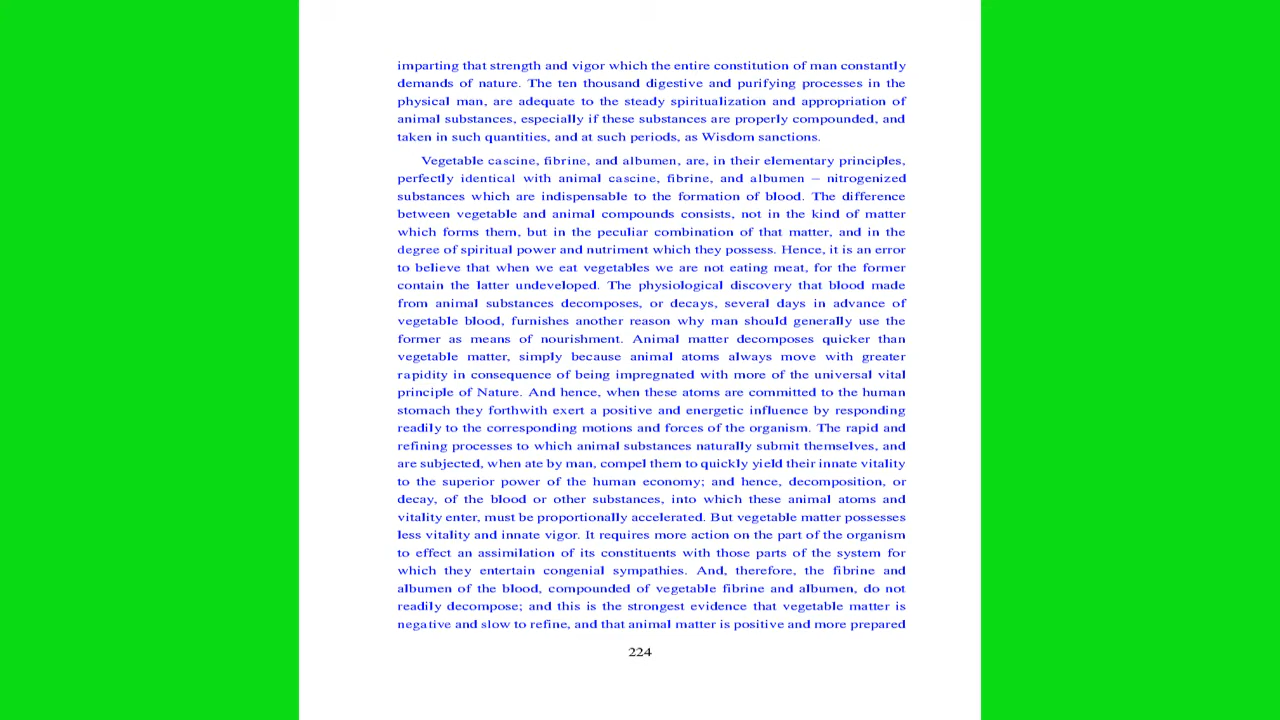 imparting that strength and vigor which the entire constitution of man constantly
demands of nature. The ten thousand digestive and purifying processes in the
physical man, are adequate to the steady spiritualization and appropriation of
animal substances, especially if these substances are properly compounded, and
taken in such quantities, and at such periods, as Wisdom sanctions.
Vegetable cascine, fibrine, and albumen, are, in their elementary principles,
perfectly identical with animal cascine, fibrine, and albumen – nitrogenized
substances which are indispensable to the formation of blood. The difference
between vegetable and animal compounds consists, not in the kind of matter
which forms them, but in the peculiar combination of that matter, and in the
degree of spiritual power and nutriment which they possess. Hence, it is an error
to believe that when we eat vegetables we are not eating meat, for the former
contain the latter undeveloped. The physiological discovery that blood made
from animal substances decomposes, or decays, several days in advance of
vegetable blood, furnishes another reason why man should generally use the
former as means of nourishment. Animal matter decomposes quicker than
vegetable matter, simply because animal atoms always move with greater
rapidity in consequence of being impregnated with more of the universal vital
principle of Nature. And hence, when these atoms are committed to the human
stomach they forthwith exert a positive and energetic influence by responding
readily to the corresponding motions and forces of the organism. The rapid and
refining processes to which animal substances naturally submit themselves, and
are subjected, when ate by man, compel them to quickly yield their innate vitality
to the superior power of the human economy; and hence, decomposition, or
decay, of the blood or other substances, into which these animal atoms and
vitality enter, must be proportionally accelerated. But vegetable matter possesses
less vitality and innate vigor. It requires more action on the part of the organism
to effect an assimilation of its constituents with those parts of the system for
which they entertain congenial sympathies. And, therefore, the fibrine and
albumen of the blood, compounded of vegetable fibrine and albumen, do not
readily decompose; and this is the strongest evidence that vegetable matter is
negative and slow to refine, and that animal matter is positive and more prepared
224